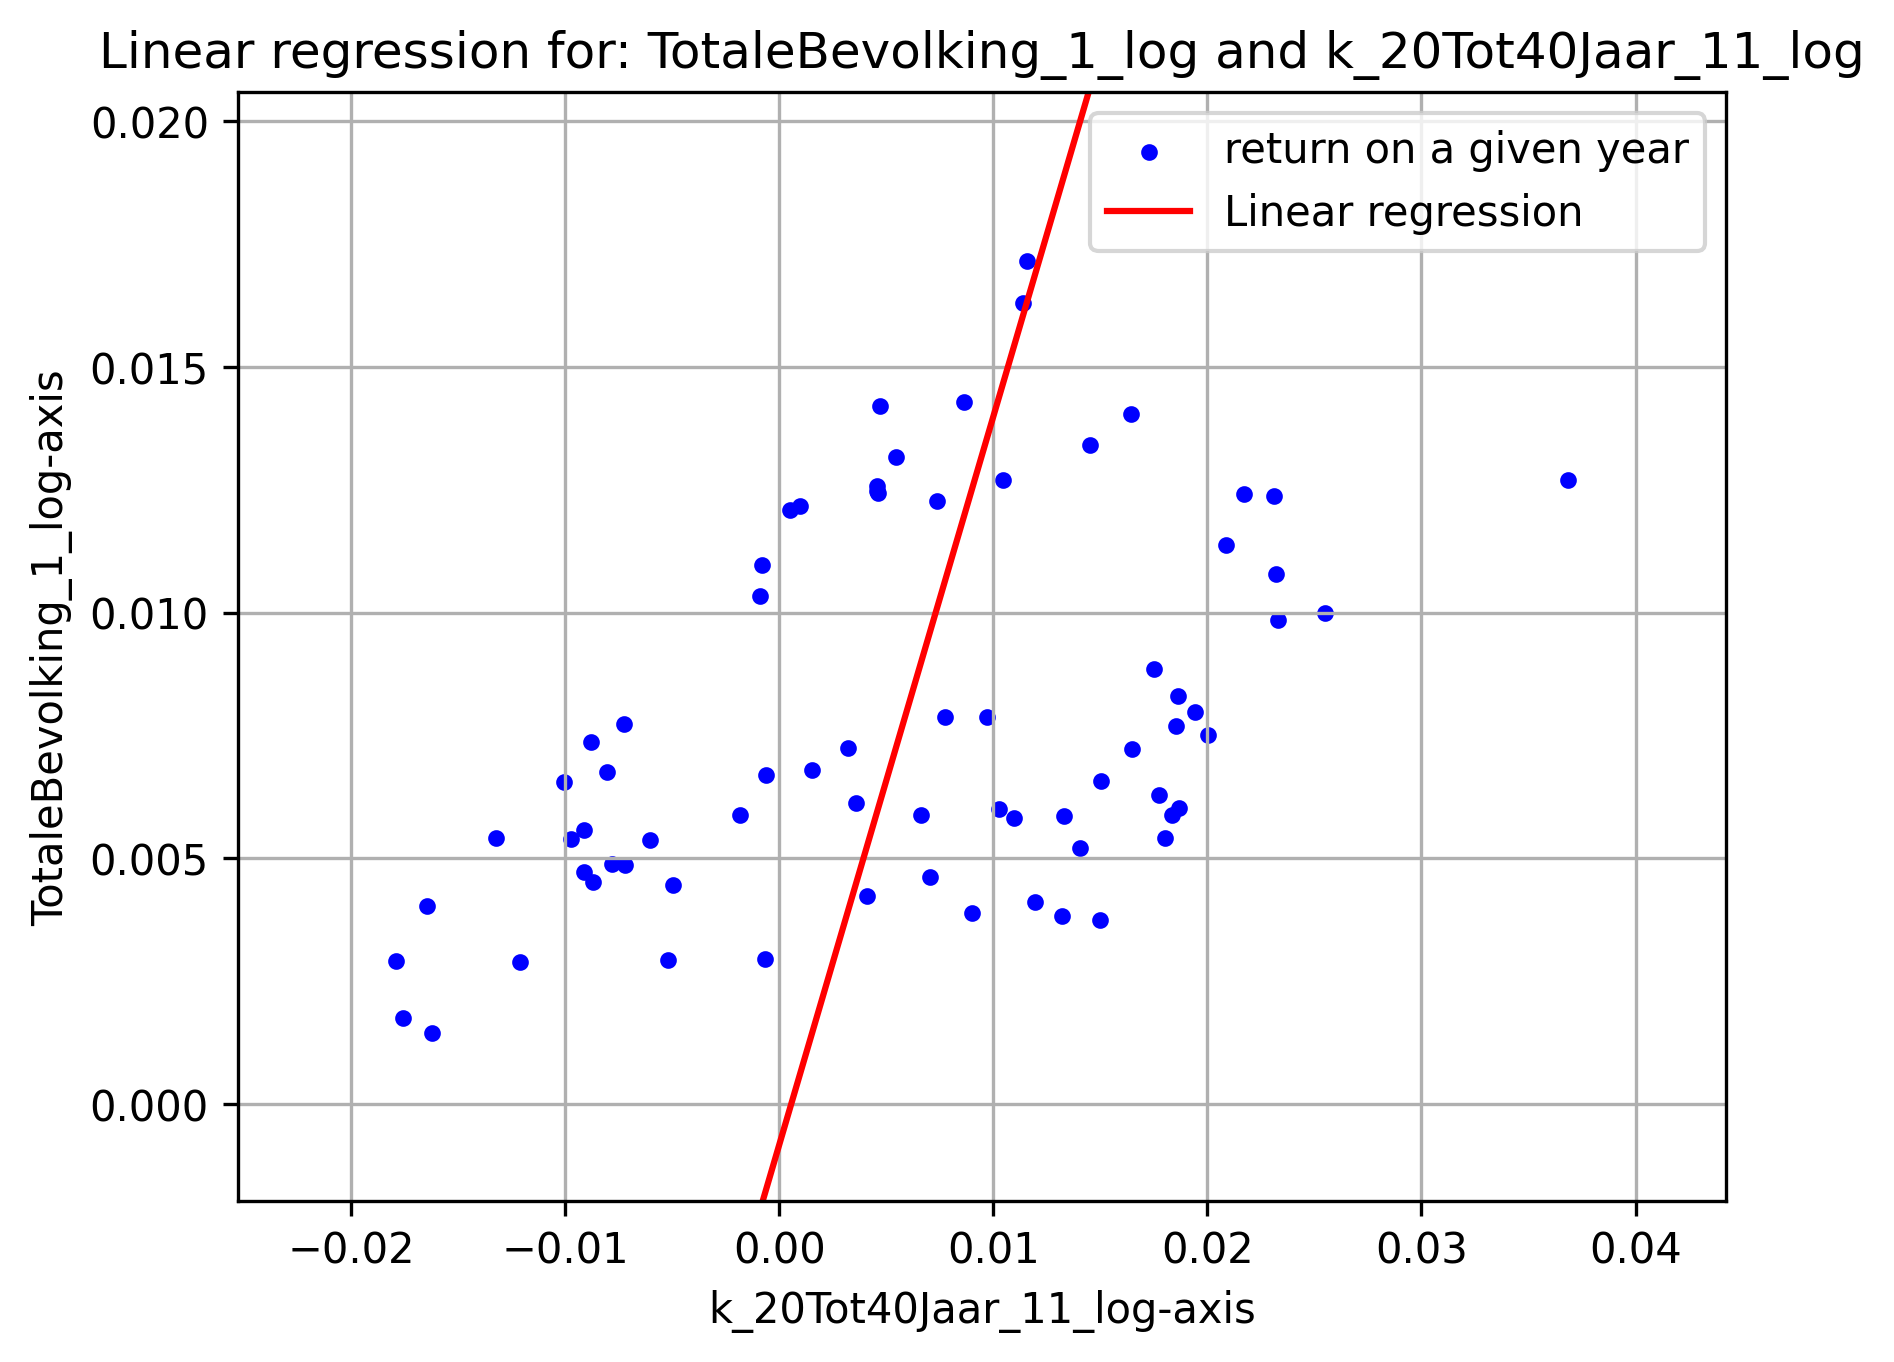 Linear regression for: TotaleBevolking_1_log and k_20Tot40Jaar_11_log
return on a given year
Linear regression
TotaleBevolking_1_log-axis
0.020
0.015
0.010
0.005
0.000
−0.02
−0.01
0.00
0.01
0.02
0.03
0.04
k_20Tot40Jaar_11_log-axis